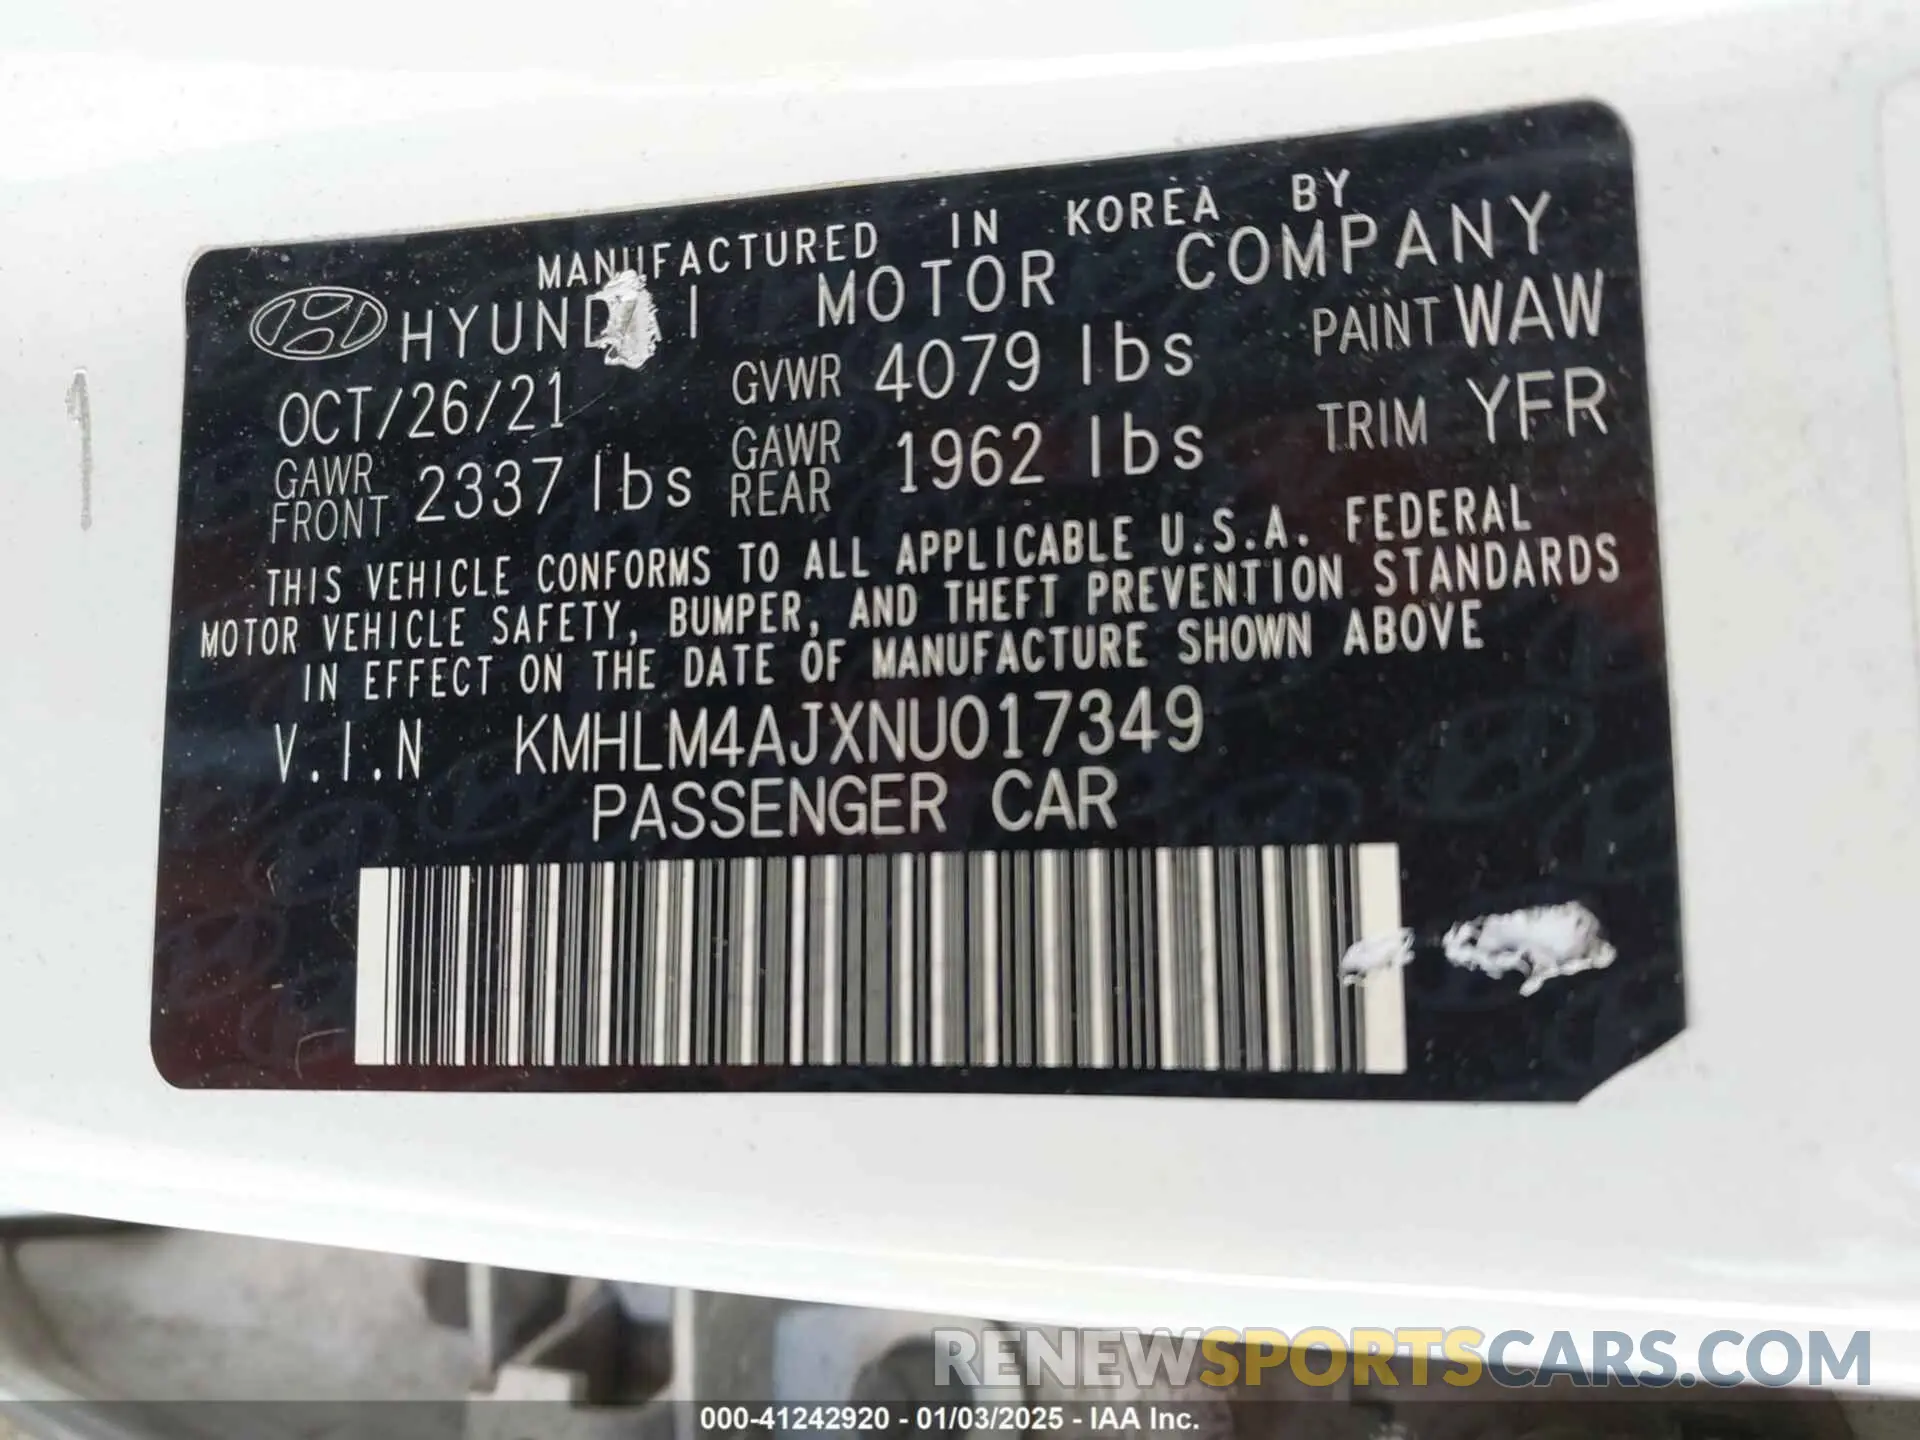 MANUFACTURED IN KOREA BY
HYUNDAI MOTOR COMPANY
OCT/26/21 GVWR 4079 lbs PAINT WAW
GAWR FRONT 2337 lbs GAWR REAR 1962 lbs TRIM YFR
THIS VEHICLE CONFORMS TO ALL APPLICABLE U.S.A. FEDERAL
MOTOR VEHICLE SAFETY, BUMPER, AND THEFT PREVENTION STANDARDS
IN EFFECT ON THE DATE OF MANUFACTURE SHOWN ABOVE
V.I.N KMHLM4AJXNU017349
PASSENGER CAR
RENEWSPORTSCARS.COM
000-41242920 - 01/03/2025 - IAA Inc.